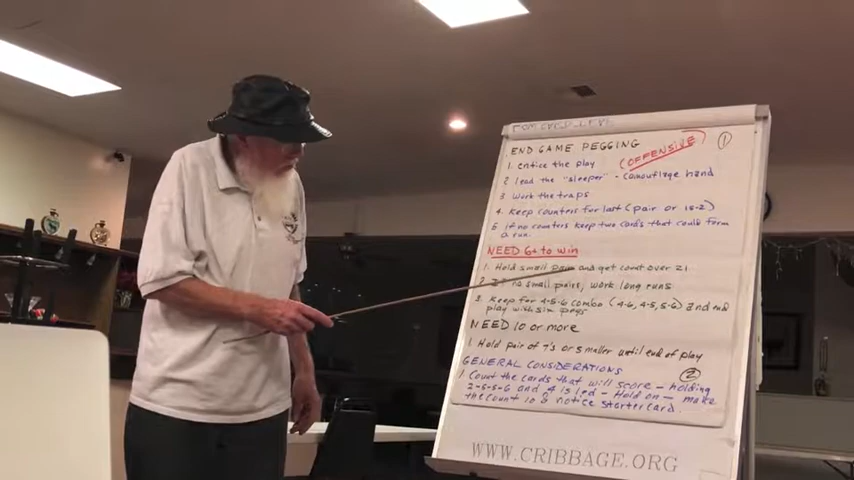 END GAME PEGGING
(OFFENSIVE) ①
1. entice the play
2. lead the "sleeper" - camouflage hand
3. Work the traps
4. Keep counters for last (pair or 15-2)
5. if no counters keep two cards that could form
a run.
NEED 6 to win
1. Hold small pair and get count over 21
2. If no small pairs, work long runs
3. Keep for 4-5-6 combo (4-6, 4-5, 5-6) and end
play with six pegs
NEED 10 or more
1. Hold pair of 7's or smaller until end of play
GENERAL CONSIDERATIONS ②
1. Count the cards that will score - holding
2-5-5-6 and 4 is led - Hold on - make
the count is & notice starter card.
WWW.CRIBBAGE.ORG